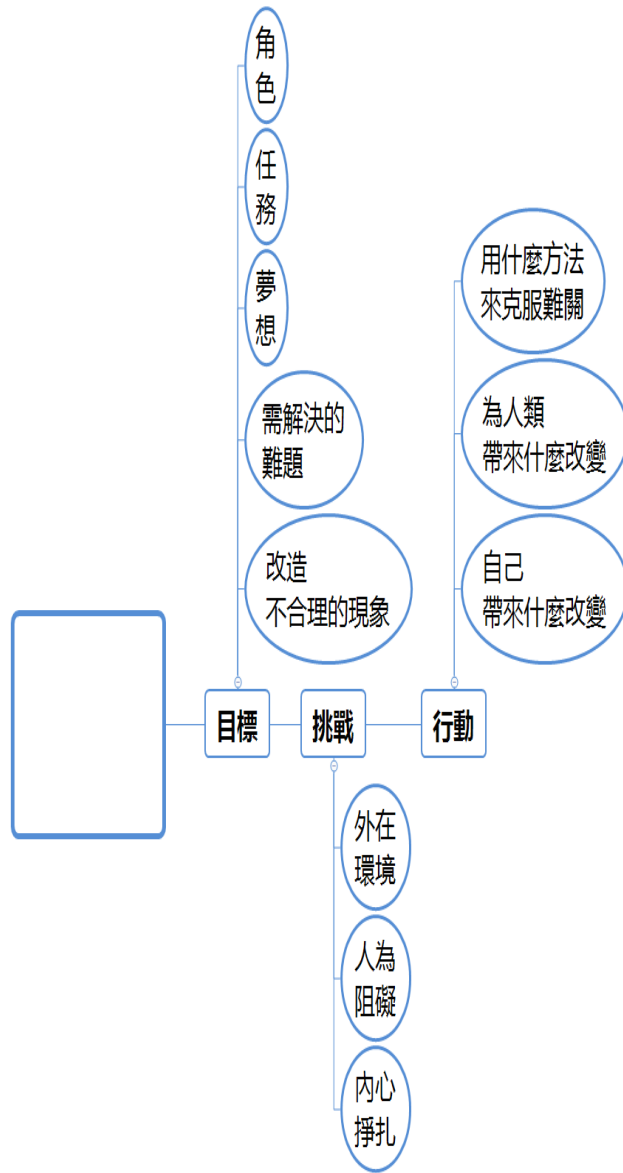 角
色
任
務
夢
想
需解決的
難題
改造
不合理的現象
目標
挑戰
外在
環境
人為
阻礙
內心
掙扎
行動
用什麼方法
來克服難關
為人類
帶來什麼改變
自己
帶來什麼改變